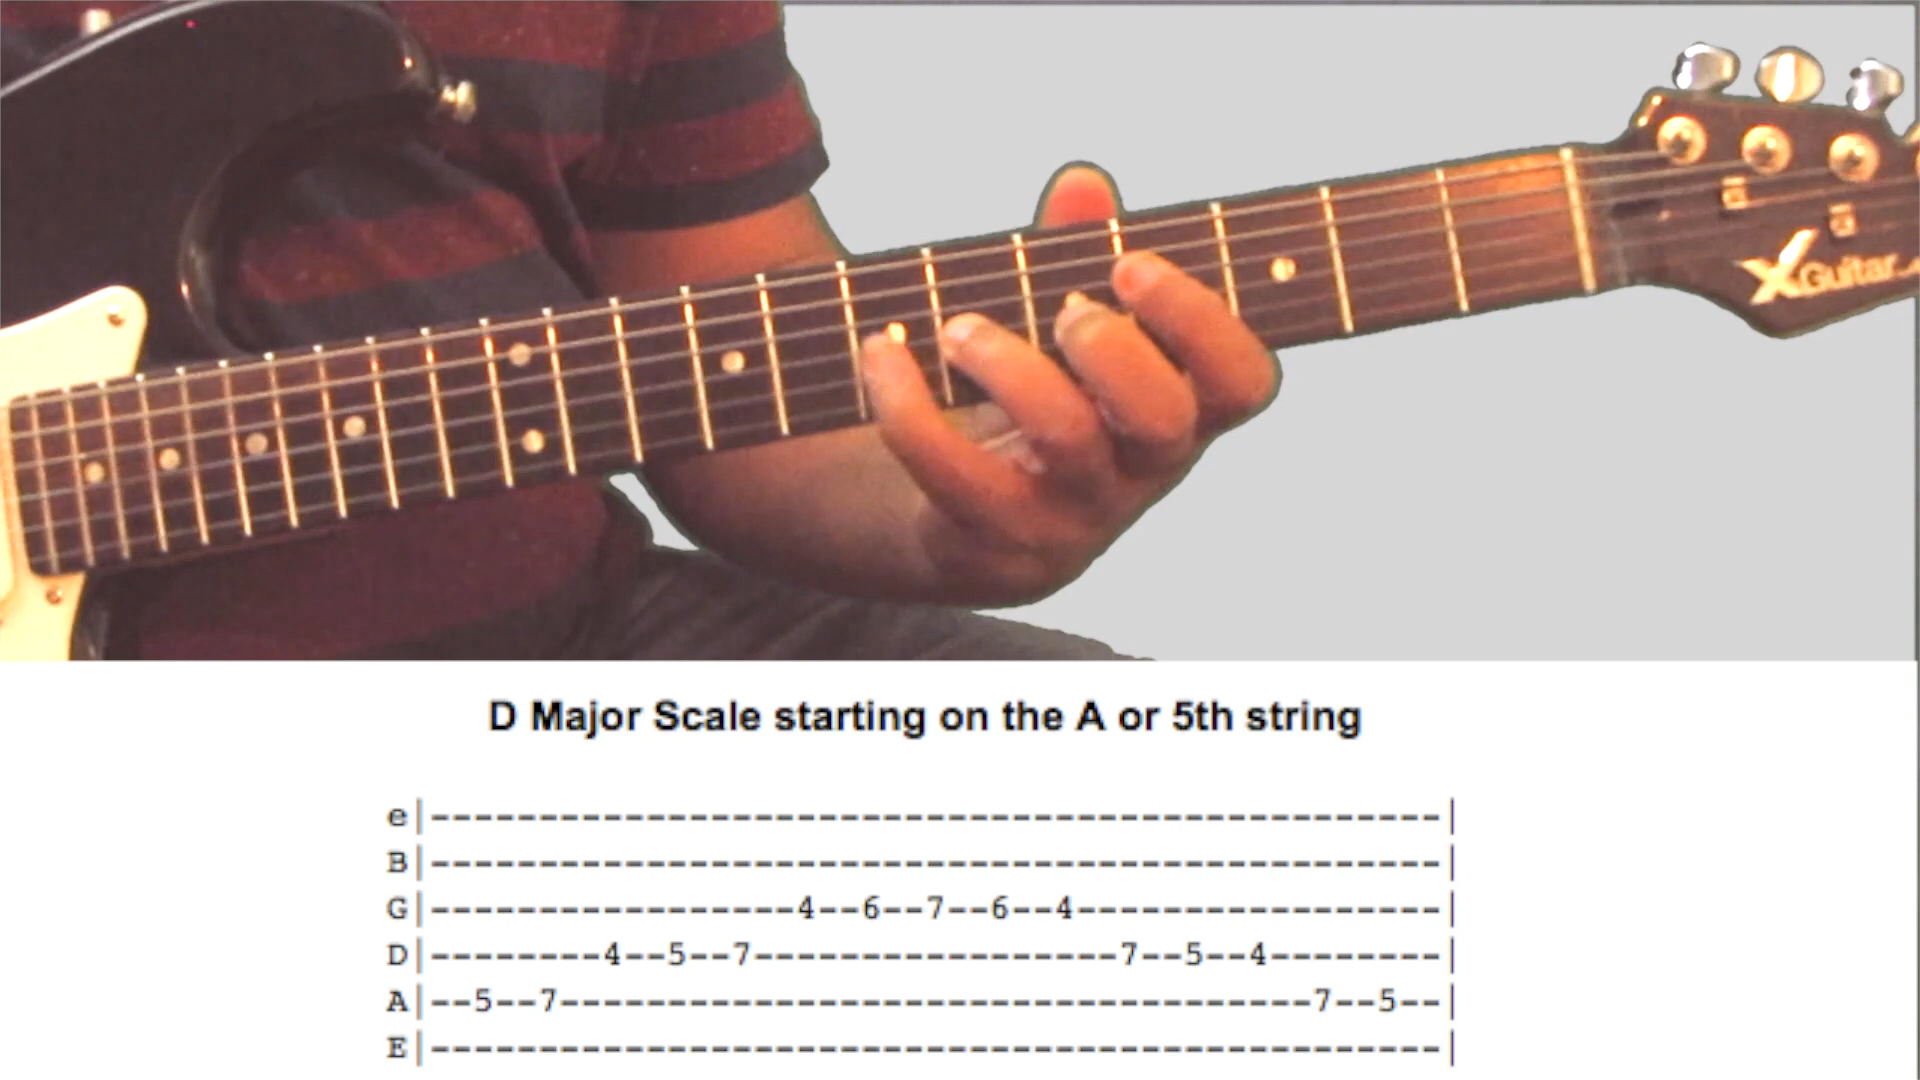 XGuitar
D Major Scale starting on the A or 5th string
e|-----------------------------------------------|
B|-----------------------------------------------|
G|-----------------4--6--7--6--4-----------------|
D|--------4--5--7-----------------7--5--4--------|
A|--5--7-----------------------------------7--5--|
E|-----------------------------------------------|